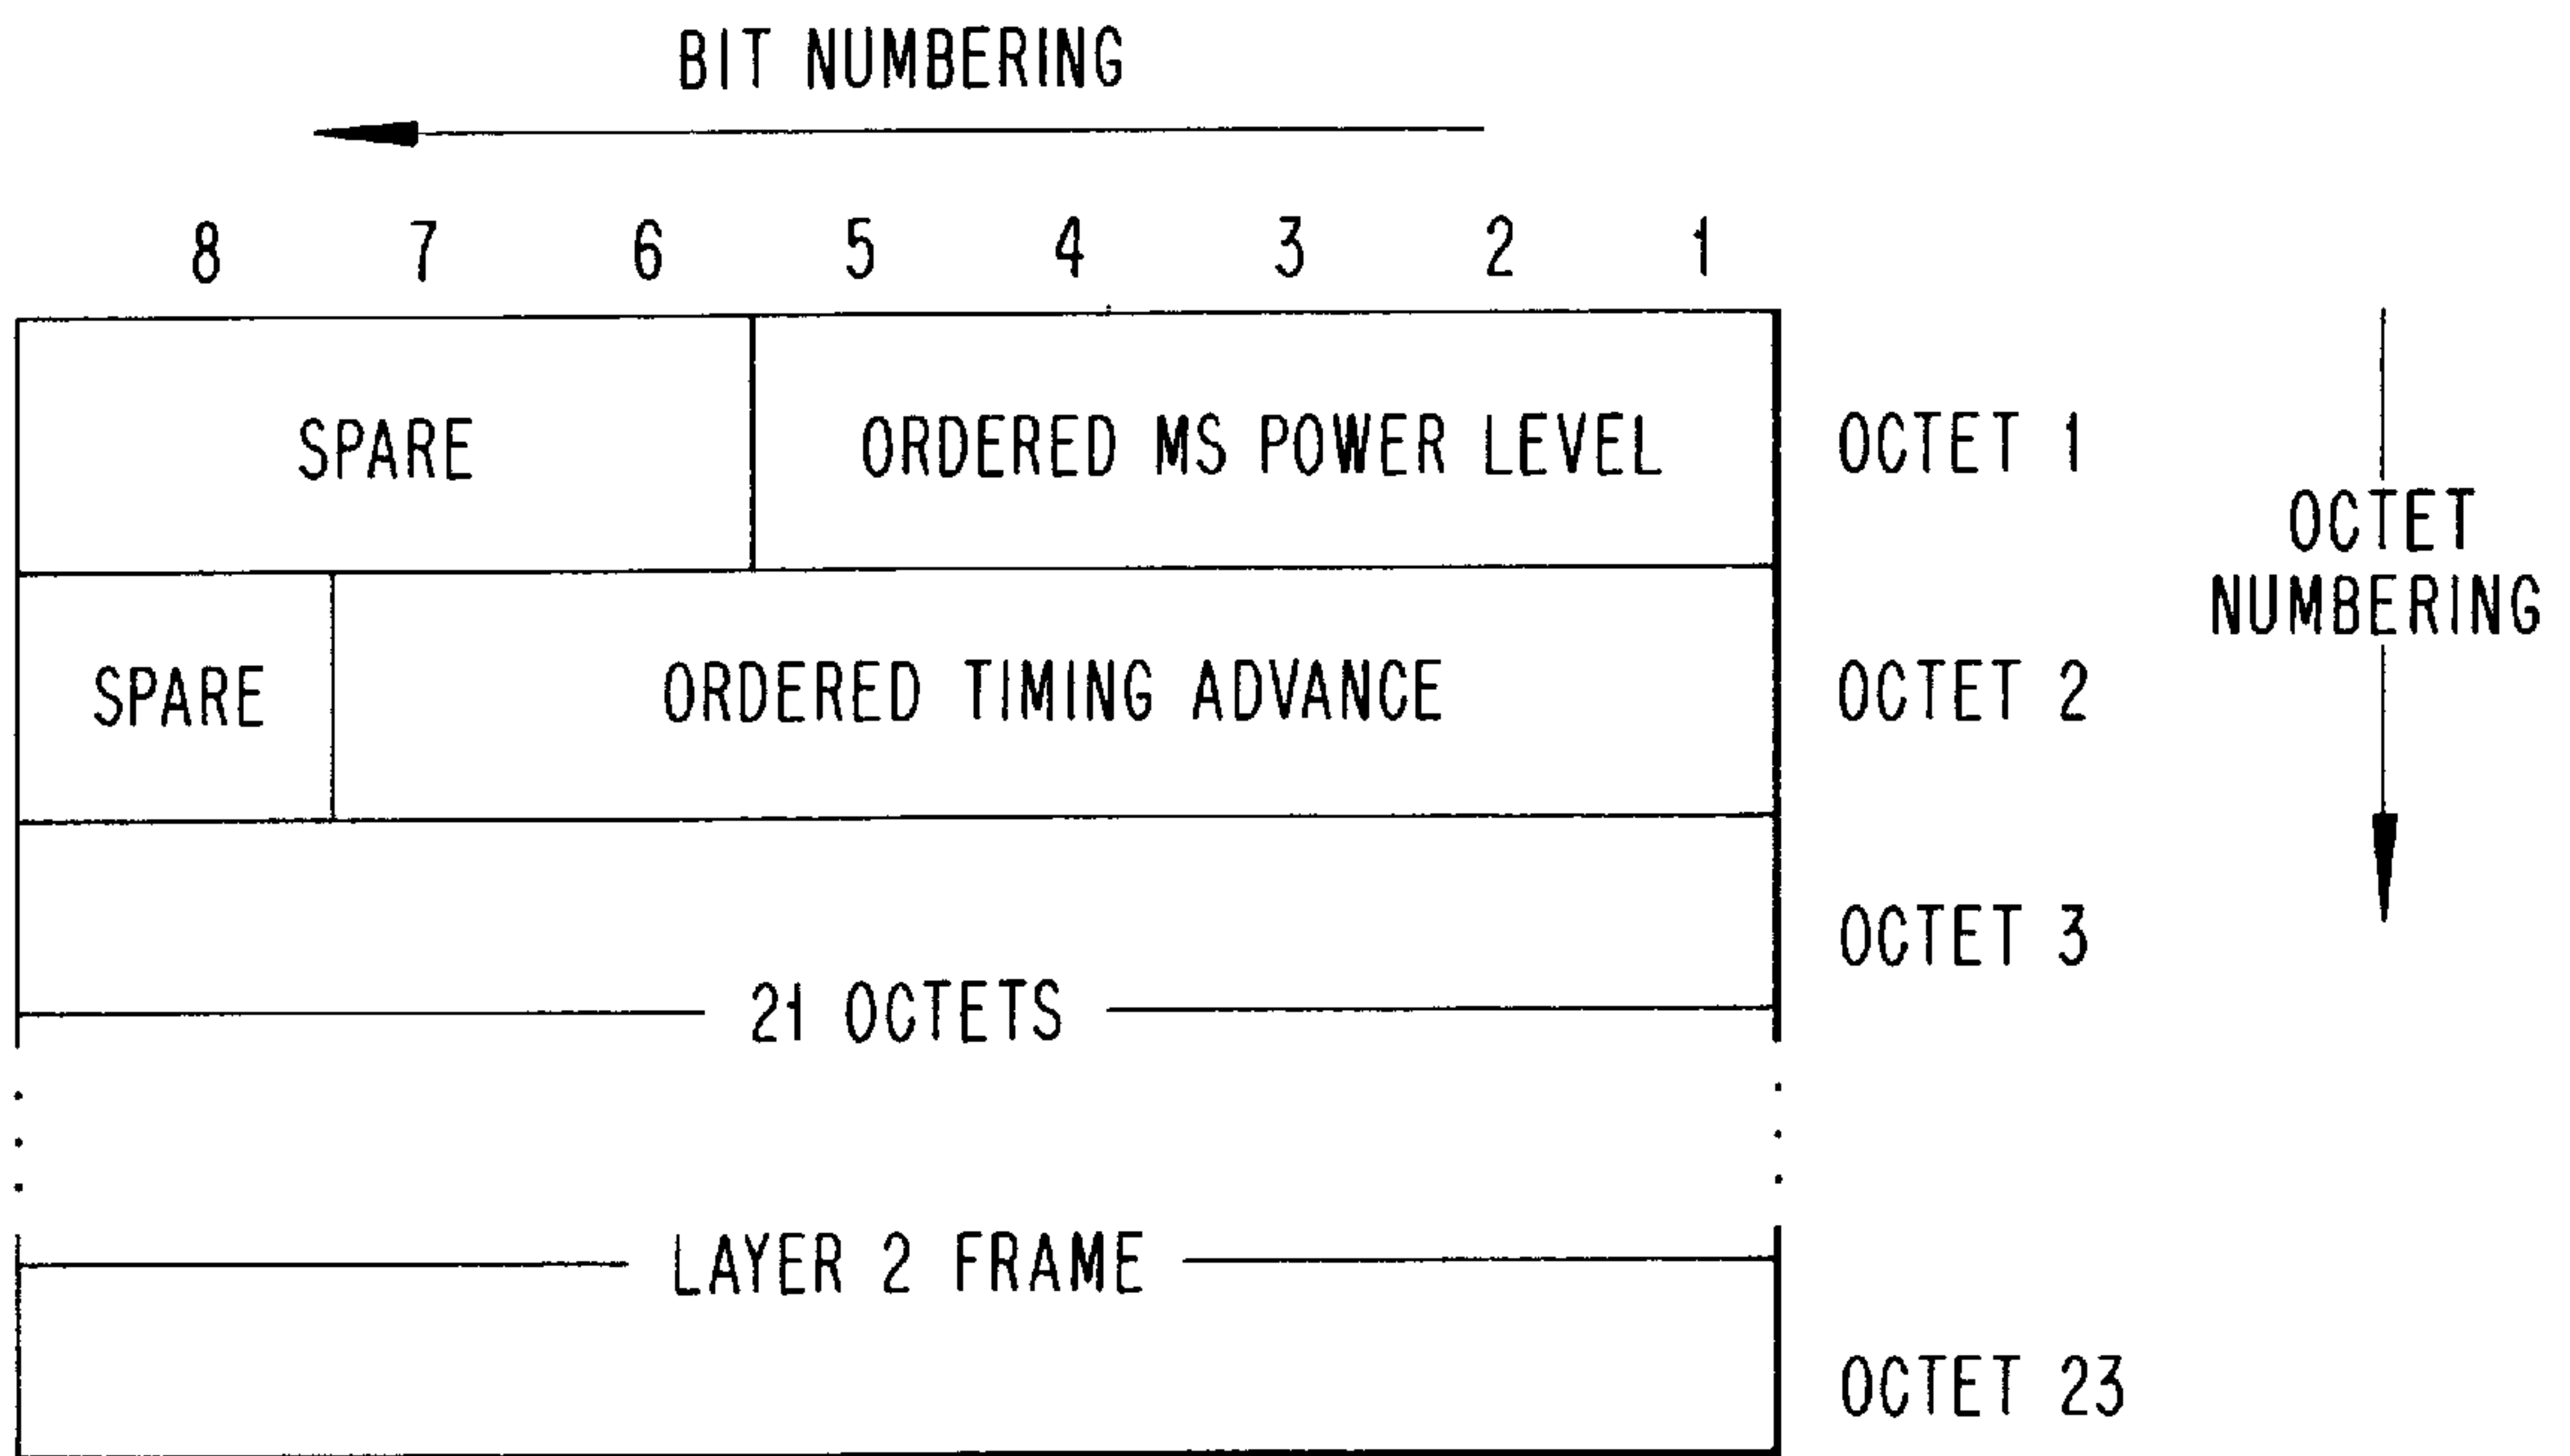 BIT NUMBERING
8 7 6 5 4 3 2 1
SPARE ORDERED MS POWER LEVEL OCTET 1
OCTET
NUMBERING
SPARE ORDERED TIMING ADVANCE OCTET 2
OCTET 3
21 OCTETS
LAYER 2 FRAME
OCTET 23